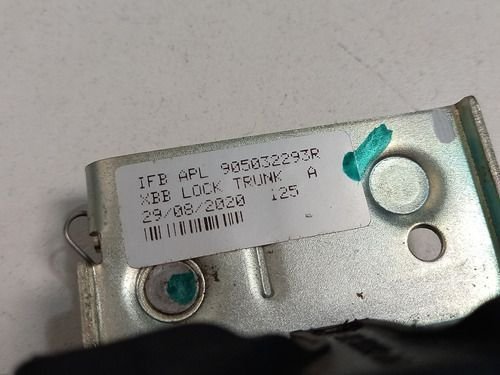 IFB APL 905032293R
XBB LOCK TRUNK A
29/08/2020 125